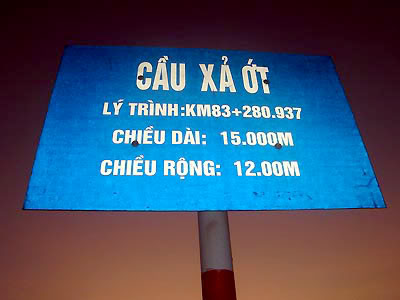 CẦU XẢ ỚT
LÝ TRÌNH:KM83+280.937
CHIỀU DÀI: 15.000M
CHIỀU RỘNG: 12.00M